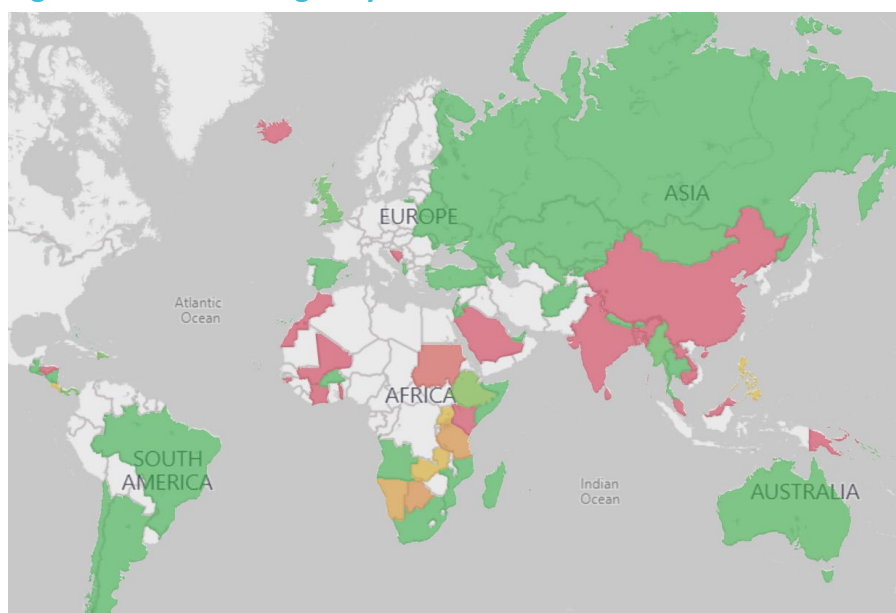 ASIA
EUROPE
Atlantic
Ocean
AFRICA
SOUTH
AMERICA
Indian
Ocean
AUSTRALIA